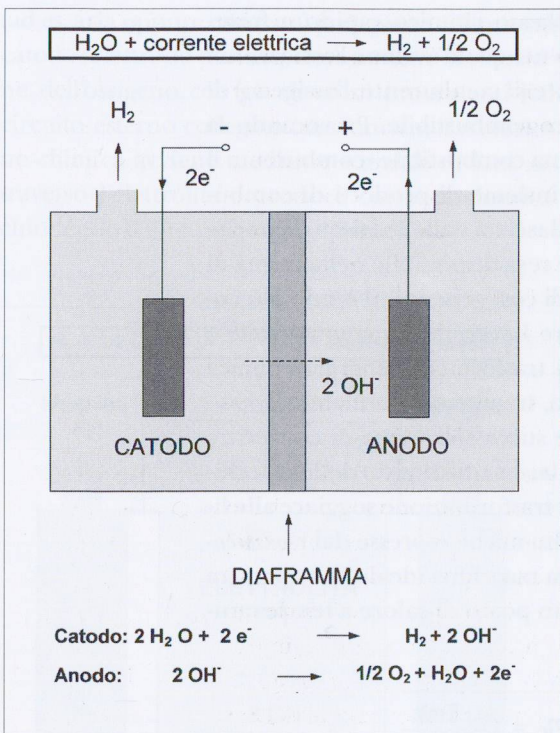 H₂O + corrente elettrica → H₂ + 1/2 O₂
H₂
1/2 O₂
- +
2e⁻ 2e⁻
2 OH⁻
CATODO ANODO
DIAFRAMMA
Catodo: 2 H₂ O + 2 e⁻ → H₂ + 2 OH⁻
Anodo: 2 OH⁻ → 1/2 O₂ + H₂O + 2e⁻